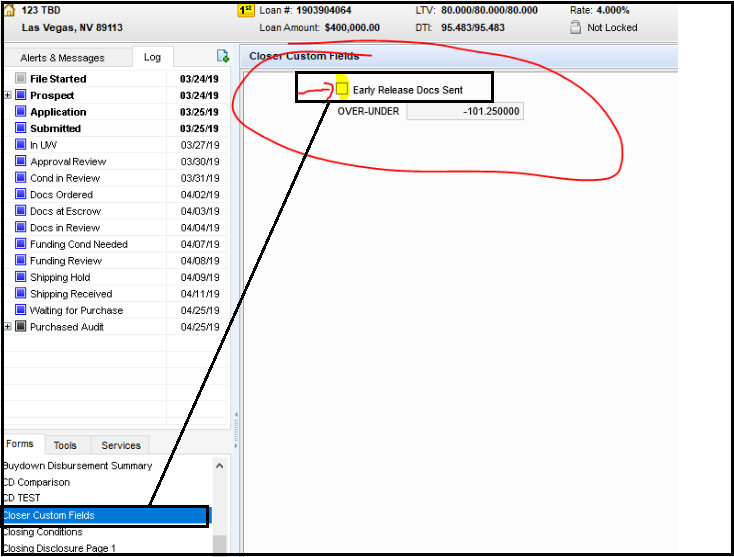 123 TBD
Las Vegas, NV 89113
1st Loan #: 1903904064
Loan Amount: $400,000.00
LTV: 80.000/80.000/80.000
DTI: 95.483/95.483
Rate: 4.000%
Not Locked
Alerts & Messages
Log
File Started 03/24/19
Prospect 03/24/19
Application 03/25/19
Submitted 03/25/19
In UW 03/27/19
Approval Review 03/30/19
Cond in Review 03/31/19
Docs Ordered 04/02/19
Docs at Escrow 04/03/19
Docs in Review 04/04/19
Funding Cond Needed 04/07/19
Funding Review 04/08/19
Shipping Hold 04/09/19
Shipping Received 04/11/19
Waiting for Purchase 04/25/19
Purchased Audit 04/25/19
Forms
Tools
Services
Buydown Disbursement Summary
CD Comparison
CD TEST
Closer Custom Fields
Closing Conditions
Closing Disclosure Page 1
Closer Custom Fields
Early Release Docs Sent
OVER-UNDER -101.250000